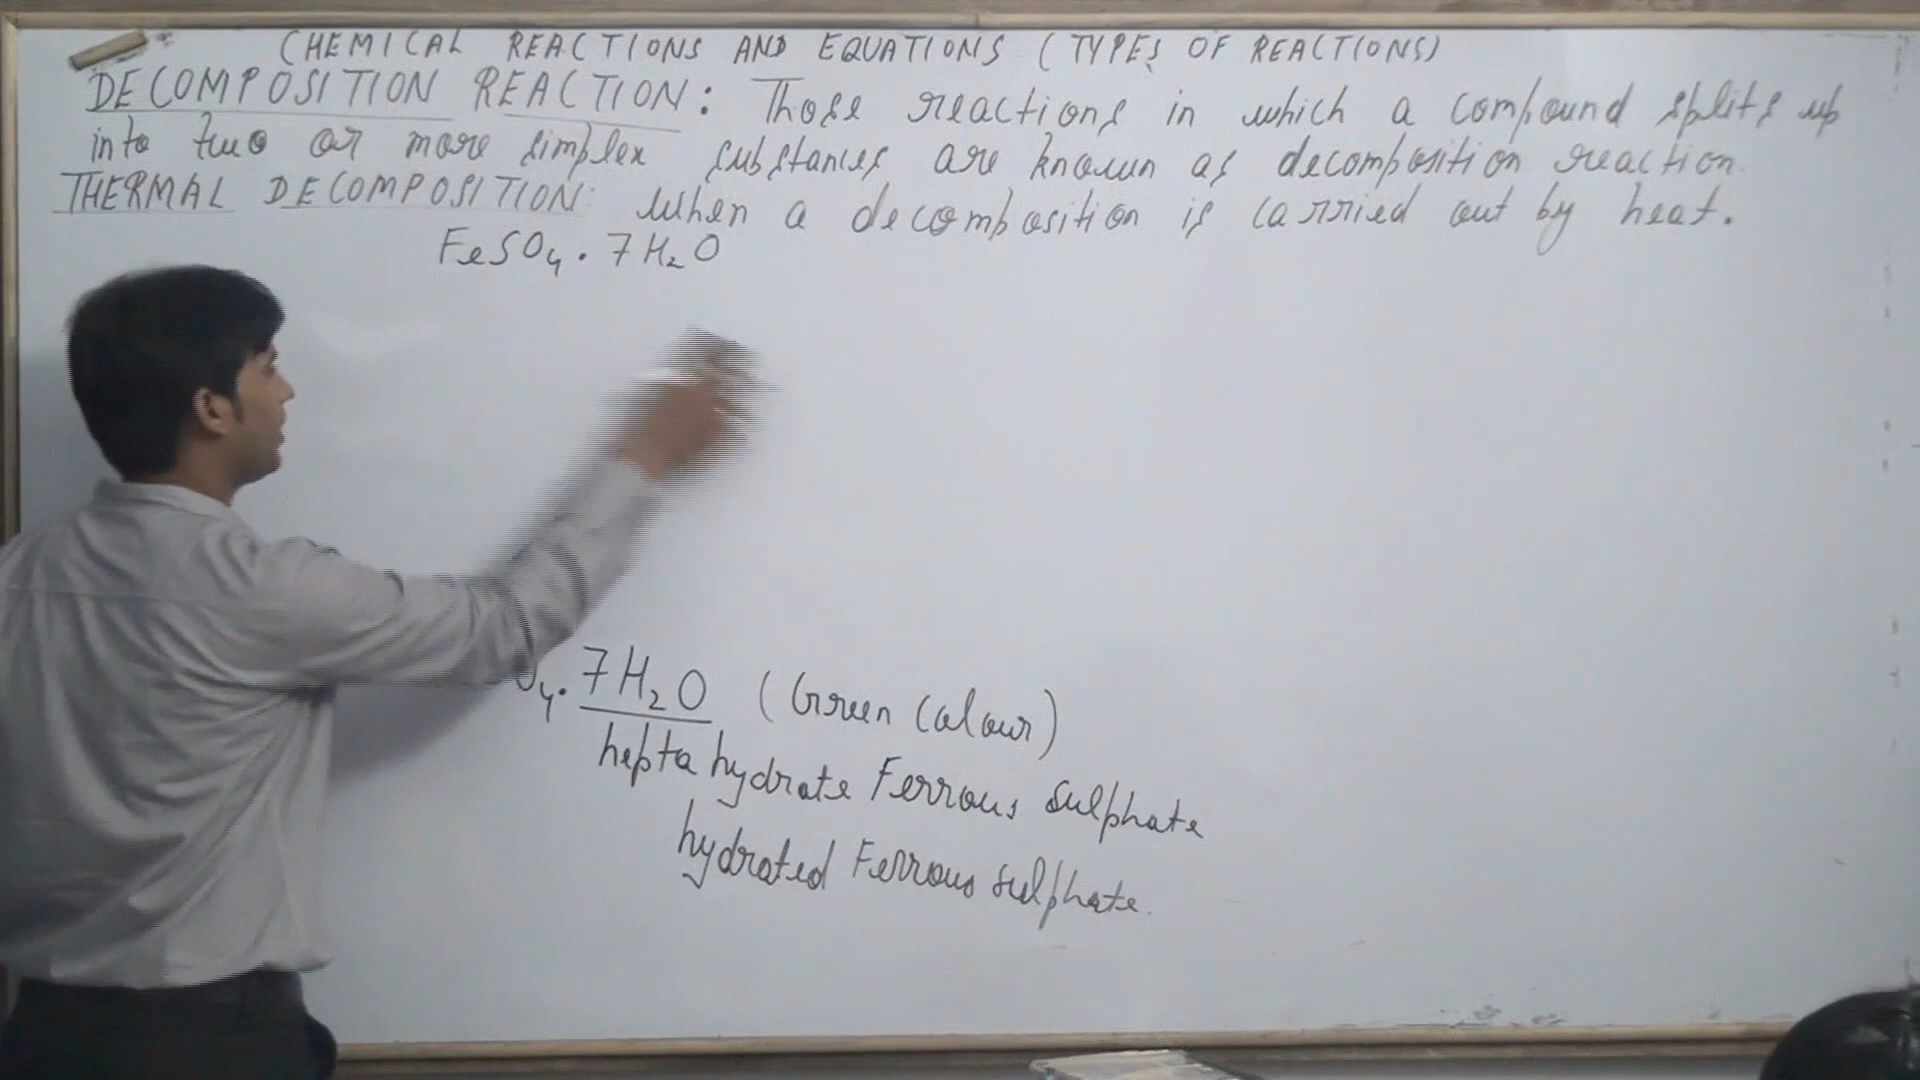 CHEMICAL REACTIONS AND EQUATIONS (TYPES OF REACTIONS)
DECOMPOSITION REACTION: Those reactions in which a compound splits up
into two or more simplex substances are known as decomposition reaction.
THERMAL DECOMPOSITION: When a decomposition is carried out by heat.
FeSO₄. 7H₂O
₄. 7H₂O (Green Colour)
hepta hydrate Ferrous sulphate
hydrated Ferrous sulphate.